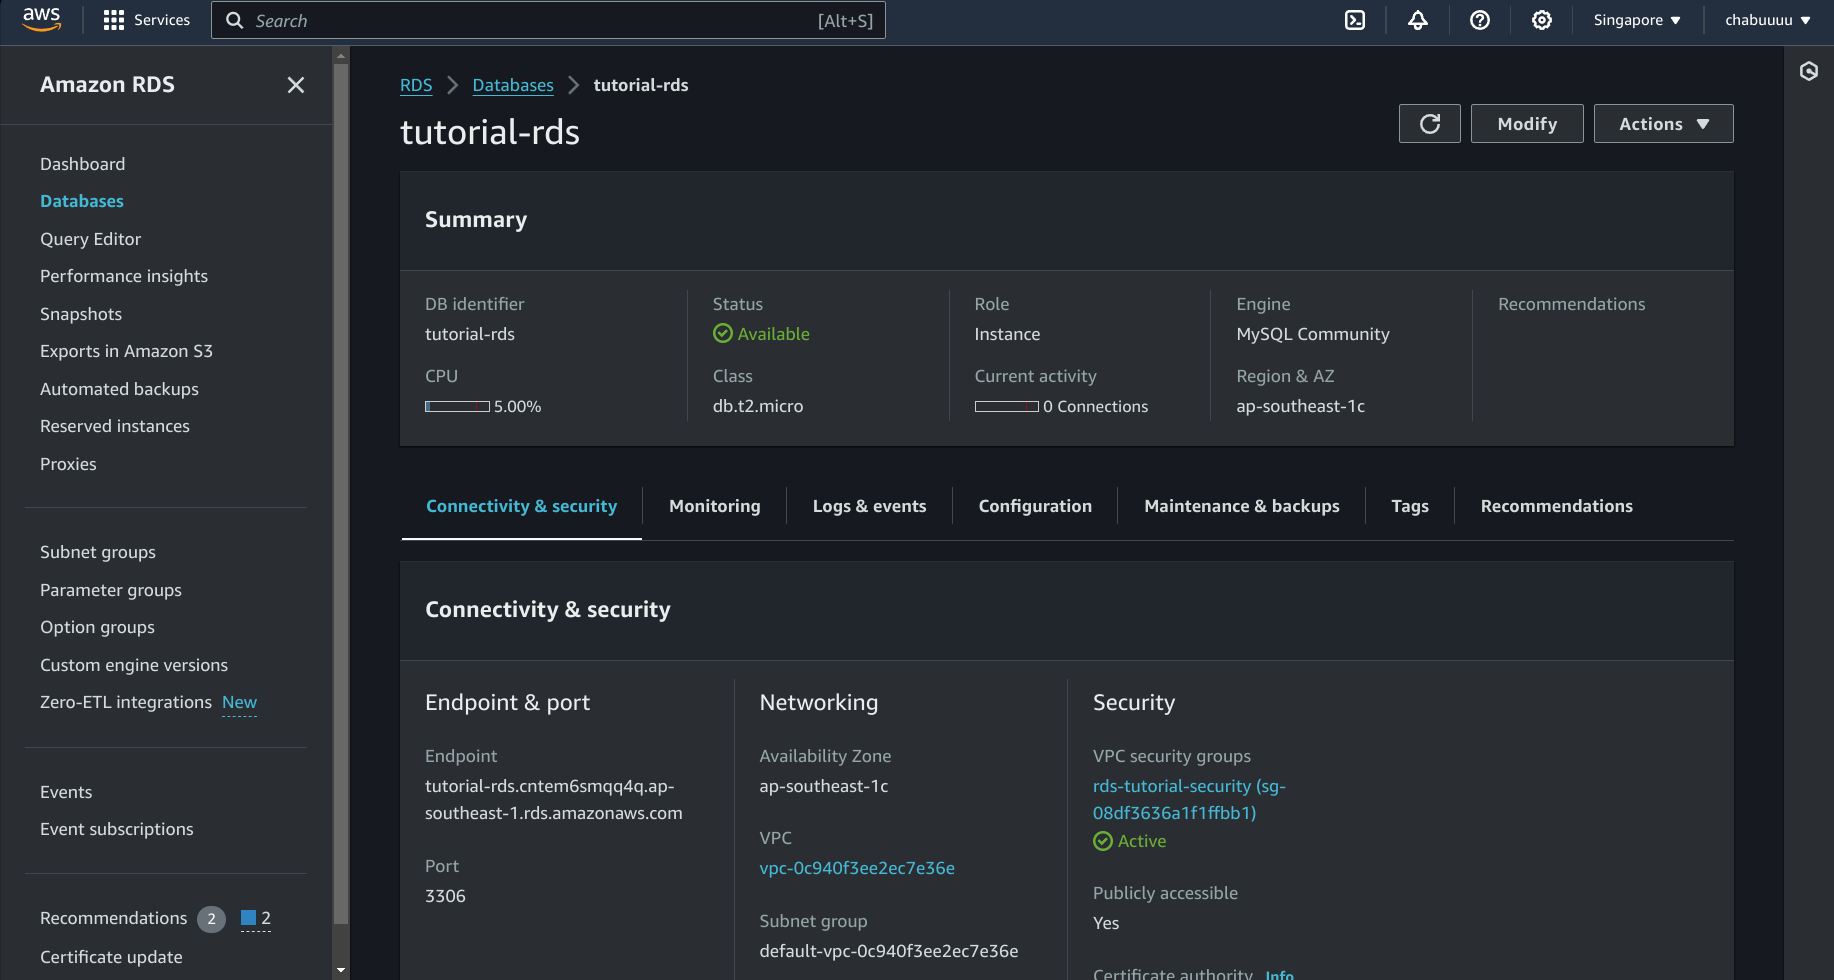 aws
Services
Search
[Alt+S]
Singapore ▼
chabuuuu ▼
Amazon RDS
Dashboard
Databases
Query Editor
Performance insights
Snapshots
Exports in Amazon S3
Automated backups
Reserved instances
Proxies
Subnet groups
Parameter groups
Option groups
Custom engine versions
Zero-ETL integrations New
Events
Event subscriptions
Recommendations 2 2
Certificate update
RDS > Databases > tutorial-rds
tutorial-rds
Modify
Actions ▼
Summary
DB identifier
tutorial-rds
CPU
5.00%
Status
Available
Class
db.t2.micro
Role
Instance
Current activity
0 Connections
Engine
MySQL Community
Region & AZ
ap-southeast-1c
Recommendations
Connectivity & security
Monitoring
Logs & events
Configuration
Maintenance & backups
Tags
Recommendations
Connectivity & security
Endpoint & port
Endpoint
tutorial-rds.cntem6smqq4q.ap-
southeast-1.rds.amazonaws.com
Port
3306
Networking
Availability Zone
ap-southeast-1c
VPC
vpc-0c940f3ee2ec7e36e
Subnet group
default-vpc-0c940f3ee2ec7e36e
Security
VPC security groups
rds-tutorial-security (sg-
08df3636a1f1ffbb1)
Active
Publicly accessible
Yes
Certificate authority Info